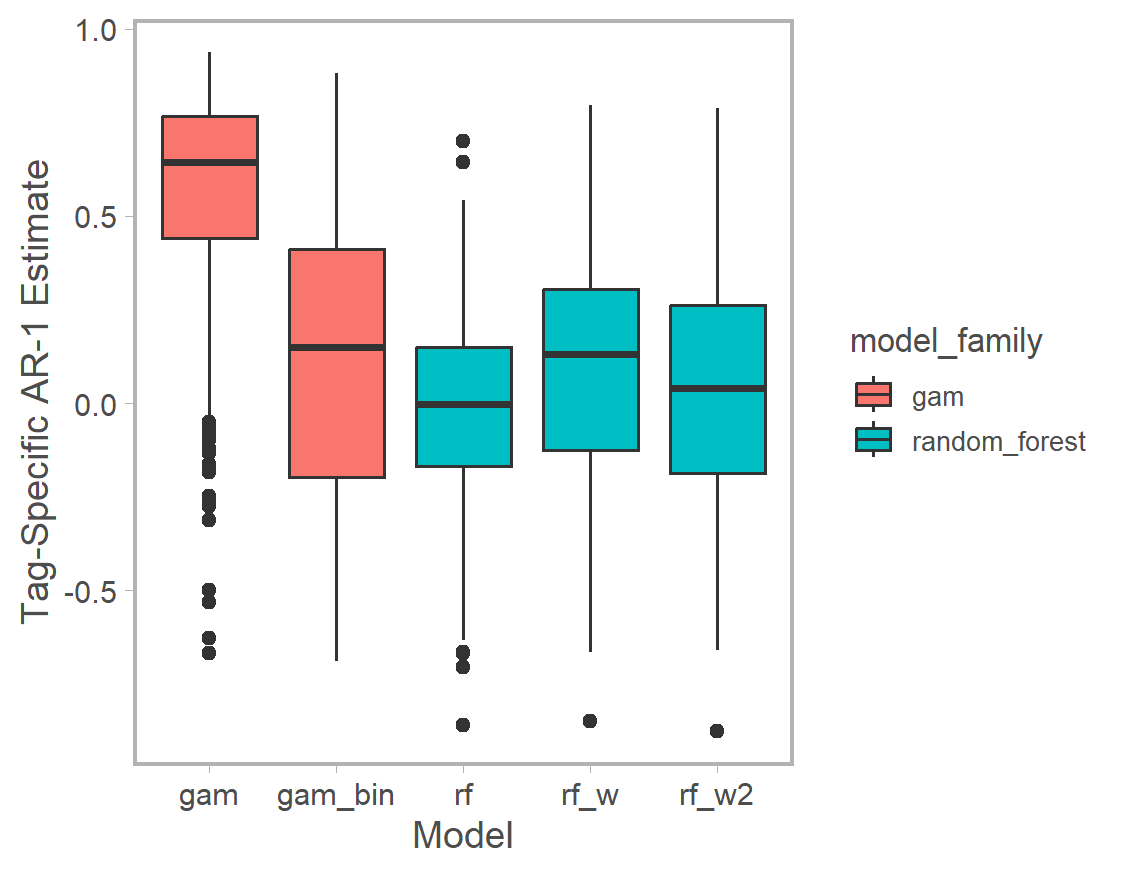 1.0
0.5
0.0
-0.5
Tag-Specific AR-1 Estimate
gam gam_bin rf rf_w rf_w2
Model
model_family
gam
random_forest